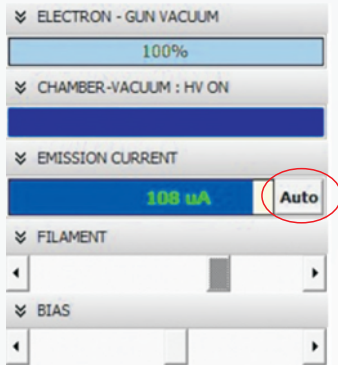 ELECTRON - GUN VACUUM
100%
CHAMBER-VACUUM : HV ON
EMISSION CURRENT
108 uA Auto
FILAMENT
BIAS